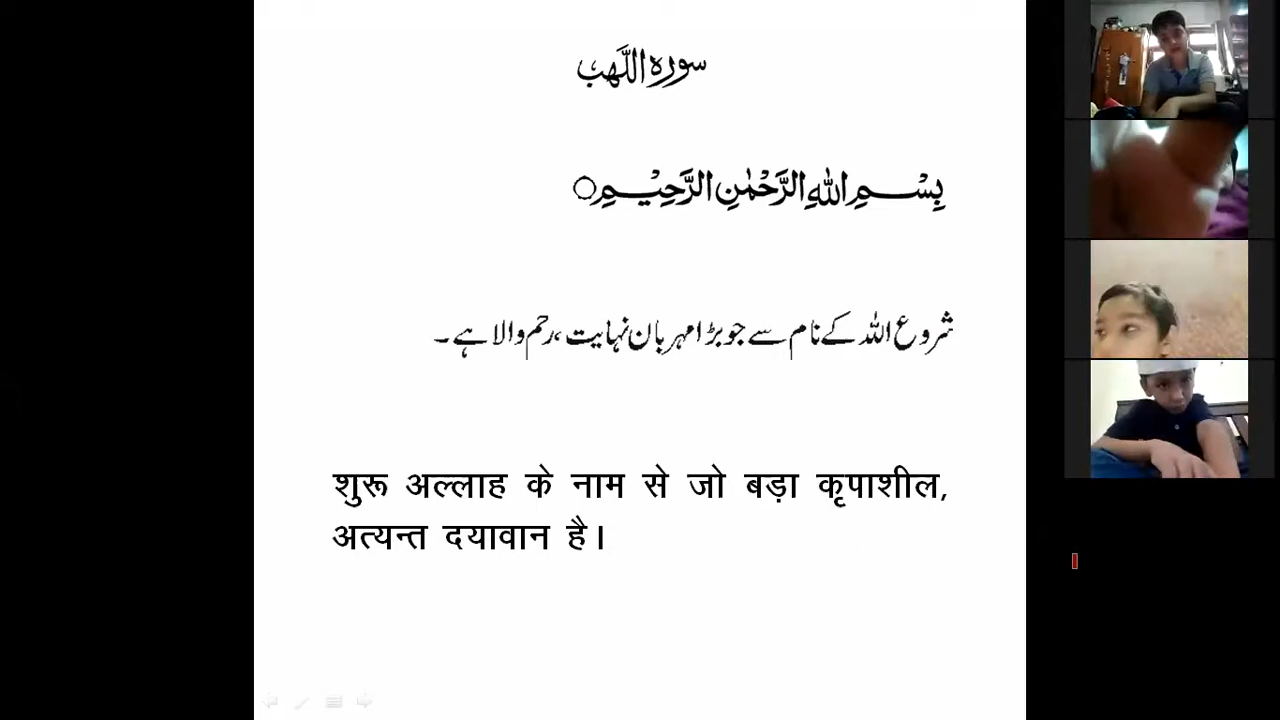 سورہ اللَّھب
بِسْمِ اللهِ الرَّحْمٰنِ الرَّحِیْمِ○
شروع اللہ کے نام سے جو بڑا مہربان نہایت، رحم والا ہے۔
शुरू अल्लाह के नाम से जो बड़ा कृपाशील,
अत्यन्त दयावान है।